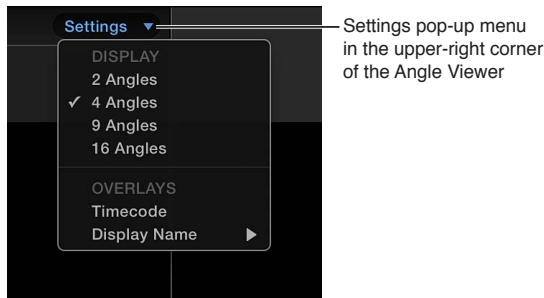 Settings
DISPLAY
2 Angles
✓ 4 Angles
9 Angles
16 Angles
OVERLAYS
Timecode
Display Name
Settings pop-up menu
in the upper-right corner
of the Angle Viewer